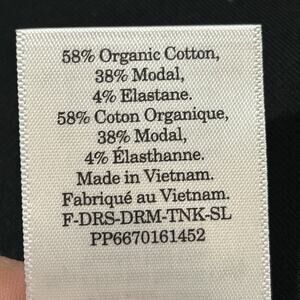 58% Organic Cotton,
38% Modal,
4% Elastane.
58% Coton Organique,
38% Modal,
4% Élasthanne.
Made in Vietnam.
Fabriqué au Vietnam.
F-DRS-DRM-TNK-SL
PP6670161452